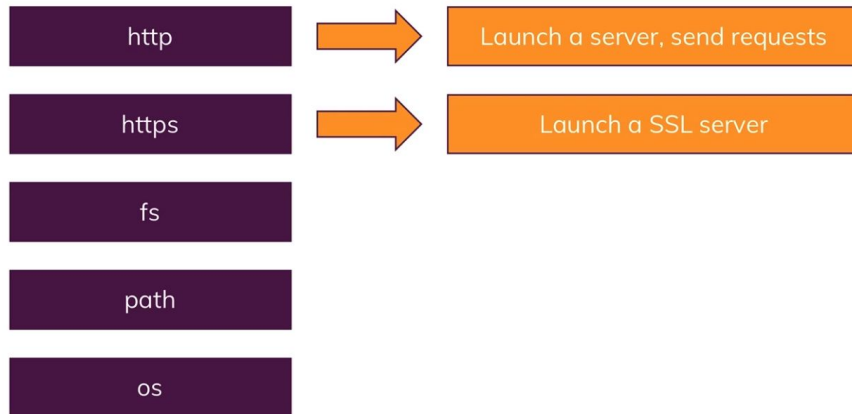 http
Launch a server, send requests
https
Launch a SSL server
fs
path
os